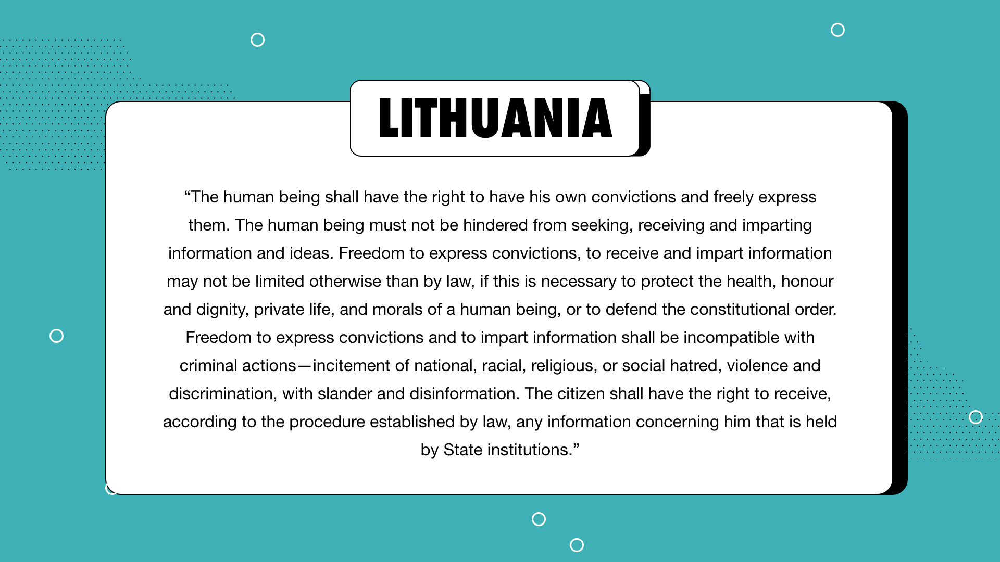 LITHUANIA
“The human being shall have the right to have his own convictions and freely express
them. The human being must not be hindered from seeking, receiving and imparting
information and ideas. Freedom to express convictions, to receive and impart information
may not be limited otherwise than by law, if this is necessary to protect the health, honour
and dignity, private life, and morals of a human being, or to defend the constitutional order.
Freedom to express convictions and to impart information shall be incompatible with
criminal actions—incitement of national, racial, religious, or social hatred, violence and
discrimination, with slander and disinformation. The citizen shall have the right to receive,
according to the procedure established by law, any information concerning him that is held
by State institutions.”